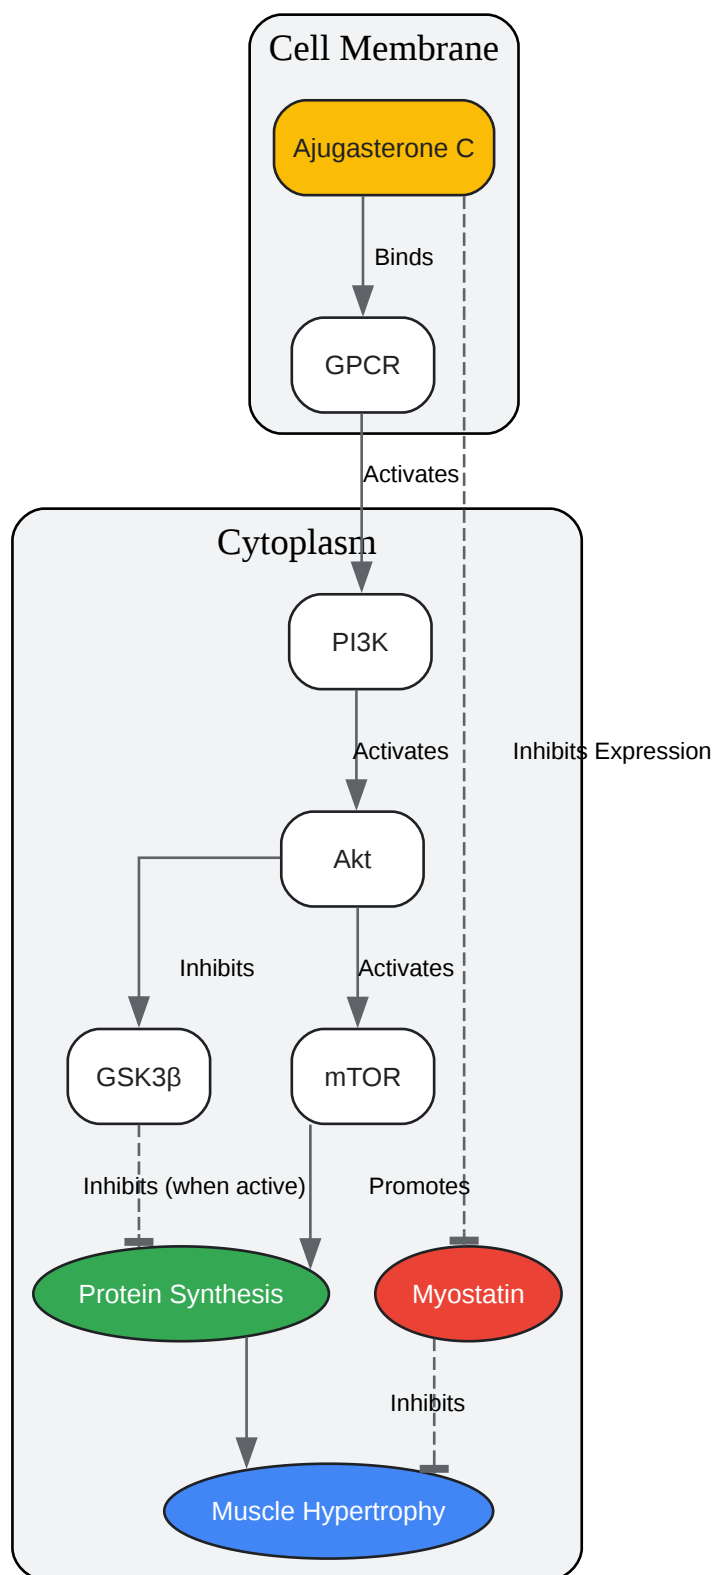 Cell Membrane
Ajugasterone C
Binds
GPCR
Activates
Cytoplasm
PI3K
Activates
Inhibits Expression
Akt
Inhibits
Activates
GSK3β
mTOR
Inhibits (when active)
Promotes
Protein Synthesis
Myostatin
Inhibits
Muscle Hypertrophy